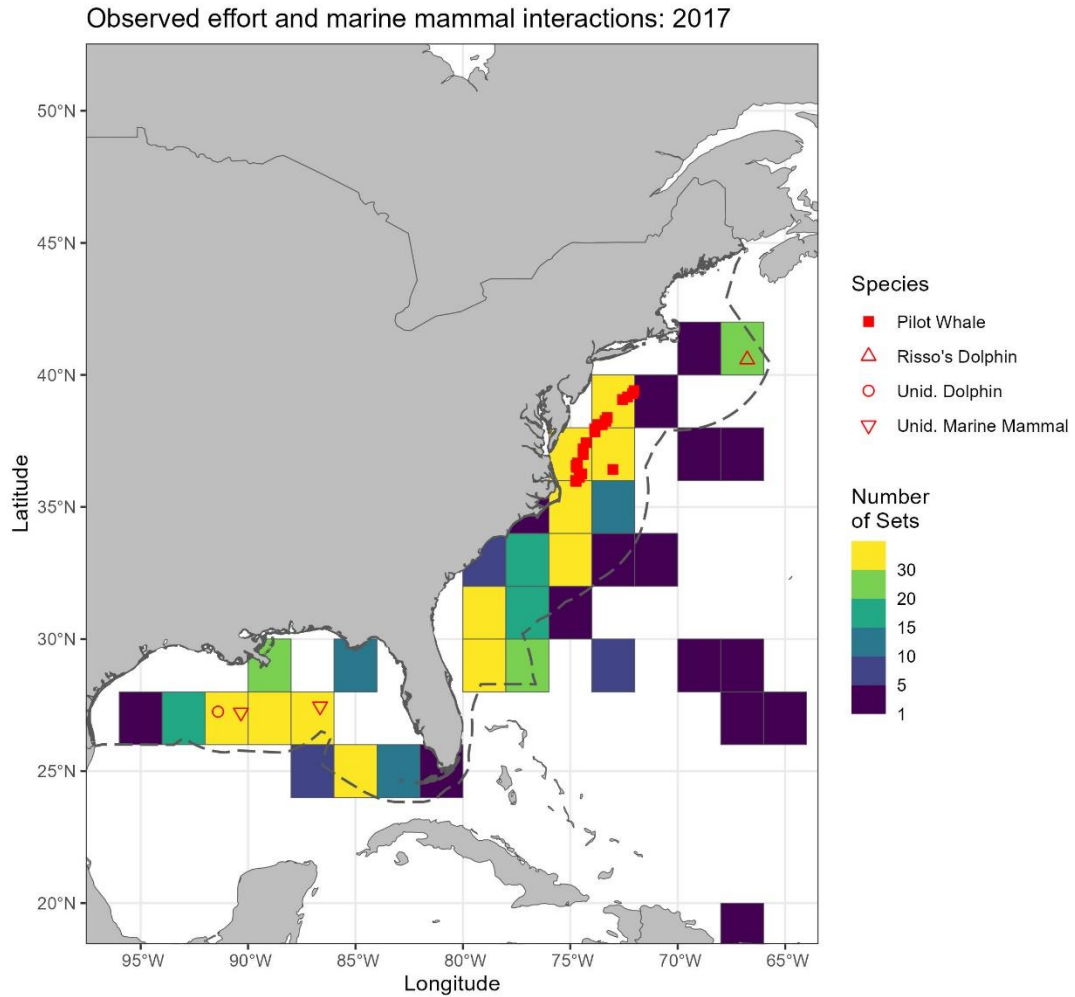 Observed effort and marine mammal interactions: 2017
50°N
45°N
40°N
35°N
30°N
25°N
20°N
Latitude
95°W 90°W 85°W 80°W 75°W 70°W 65°W
Longitude
Species
Pilot Whale
Risso's Dolphin
Unid. Dolphin
Unid. Marine Mammal
Number
of Sets
30
20
15
10
5
1